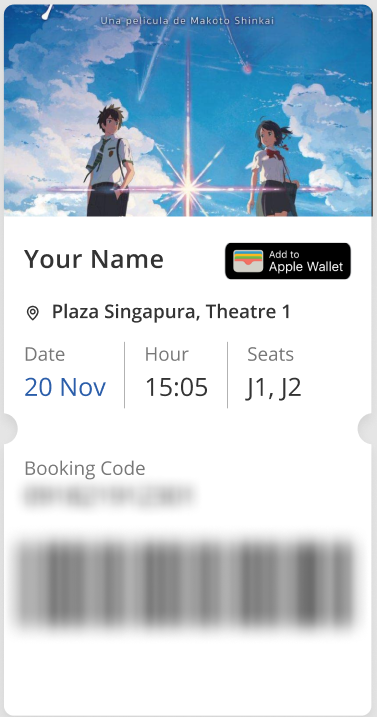 Una película de Makoto Shinkai
Your Name
Add to
Apple Wallet
Plaza Singapura, Theatre 1
Date
Hour
Seats
20 Nov
15:05
J1, J2
Booking Code